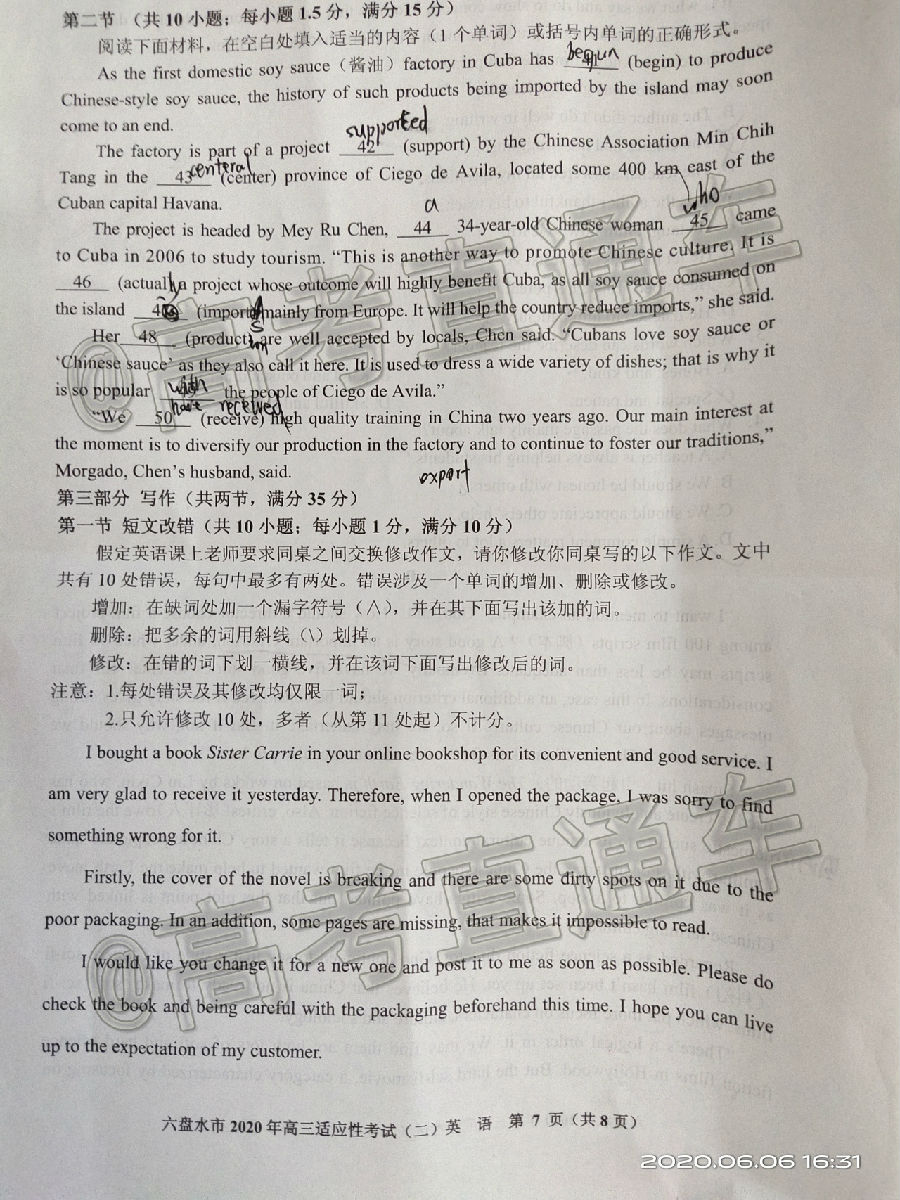 第二节 (共 10 小题; 每小题 1.5 分, 满分 15 分)
阅读下面材料, 在空白处填入适当的内容 (1 个单词) 或括号内单词的正确形式。
As the first domestic soy sauce (酱油) factory in Cuba has begun 41 (begin) to produce
Chinese-style soy sauce, the history of such products being imported by the island may soon
come to an end.
supported
The factory is part of a project 42 (support) by the Chinese Association Min Chih
Tang in the 43 centeral (center) province of Ciego de Avila, located some 400 km east of the
Cuban capital Havana.
a who
The project is headed by Mey Ru Chen, 44 34-year-old Chinese woman 45 came
to Cuba in 2006 to study tourism. “This is another way to promote Chinese culture. It is
46 (actual) a project whose outcome will highly benefit Cuba, as all soy sauce consumed on
the island 47 (import) mainly from Europe. It will help the country reduce imports,” she said.
Her 48 (product) are well accepted by locals, Chen said. “Cubans love soy sauce or
‘Chinese sauce’ as they also call it here. It is used to dress a wide variety of dishes; that is why it
is so popular with the people of Ciego de Avila.”
have received
“We 50 (receive) high quality training in China two years ago. Our main interest at
the moment is to diversify our production in the factory and to continue to foster our traditions,”
Morgado, Chen’s husband, said.
export
第三部分 写作 (共两节, 满分 35 分)
第一节 短文改错 (共 10 小题; 每小题 1 分, 满分 10 分)
假定英语课上老师要求同桌之间交换修改作文, 请你修改你同桌写的以下作文。文中
共有 10 处错误, 每句中最多有两处。错误涉及一个单词的增加、删除或修改。
增加: 在缺词处加一个漏字符号 (∧), 并在其下面写出该加的词。
删除: 把多余的词用斜线 (\) 划掉。
修改: 在错的词下划一横线, 并在该词下面写出修改后的词。
注意: 1.每处错误及其修改均仅限一词;
2.只允许修改 10 处, 多者 (从第 11 处起) 不计分。
I bought a book Sister Carrie in your online bookshop for its convenient and good service. I
am very glad to receive it yesterday. Therefore, when I opened the package, I was sorry to find
something wrong for it.
Firstly, the cover of the novel is breaking and there are some dirty spots on it due to the
poor packaging. In an addition, some pages are missing, that makes it impossible to read.
I would like you change it for a new one and post it to me as soon as possible. Please do
check the book and being careful with the packaging beforehand this time. I hope you can live
up to the expectation of my customer.
六盘水市 2020 年高三适应性考试 (二) 英 语 第 7 页 (共 8 页)
2020.06.06 16:31
@高考直通车
@高考直通车